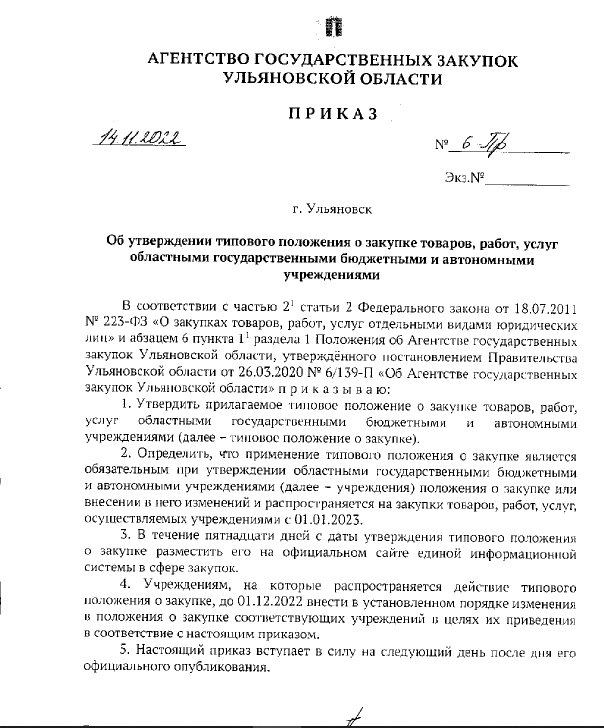 АГЕНТСТВО ГОСУДАРСТВЕННЫХ ЗАКУПОК
УЛЬЯНОВСКОЙ ОБЛАСТИ
П Р И К А З
14.11.2022
№ 6-Пр
Экз.№
г. Ульяновск
Об утверждении типового положения о закупке товаров, работ, услуг
областными государственными бюджетными и автономными
учреждениями
В соответствии с частью 2¹ статьи 2 Федерального закона от 18.07.2011
№ 223-ФЗ «О закупках товаров, работ, услуг отдельными видами юридических
лиц» и абзацем 6 пункта 1¹ раздела 1 Положения об Агентстве государственных
закупок Ульяновской области, утверждённого постановлением Правительства
Ульяновской области от 26.03.2020 № 6/139-П «Об Агентстве государственных
закупок Ульяновской области» п р и к а з ы в а ю:
1. Утвердить прилагаемое типовое положение о закупке товаров, работ,
услуг областными государственными бюджетными и автономными
учреждениями (далее – типовое положение о закупке).
2. Определить, что применение типового положения о закупке является
обязательным при утверждении областными государственными бюджетными
и автономными учреждениями (далее – учреждения) положения о закупке или
внесении в него изменений и распространяется на закупки товаров, работ, услуг,
осуществляемых учреждениями с 01.01.2023.
3. В течение пятнадцати дней с даты утверждения типового положения
о закупке разместить его на официальном сайте единой информационной
системы в сфере закупок.
4. Учреждениям, на которые распространяется действие типового
положения о закупке, до 01.12.2022 внести в установленном порядке изменения
в положения о закупке соответствующих учреждений в целях их приведения
в соответствие с настоящим приказом.
5. Настоящий приказ вступает в силу на следующий день после дня его
официального опубликования.